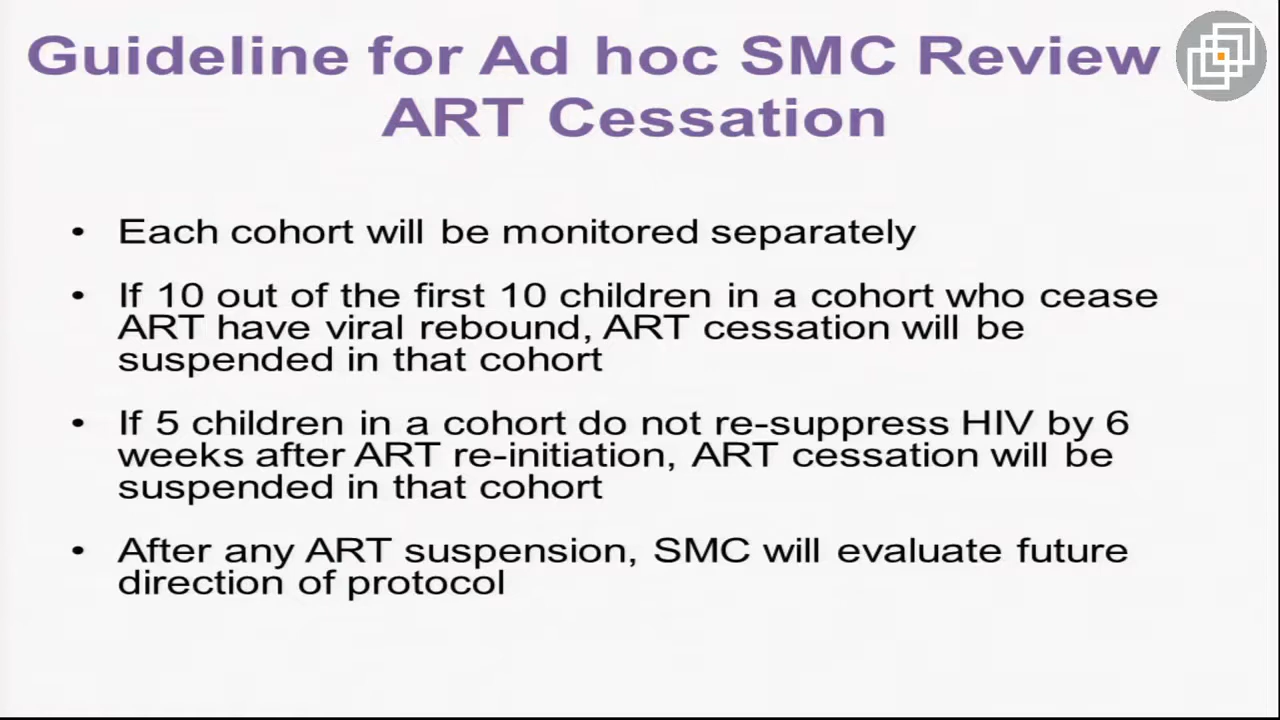 Guideline for Ad hoc SMC Review
ART Cessation
• Each cohort will be monitored separately
• If 10 out of the first 10 children in a cohort who cease
ART have viral rebound, ART cessation will be
suspended in that cohort
• If 5 children in a cohort do not re-suppress HIV by 6
weeks after ART re-initiation, ART cessation will be
suspended in that cohort
• After any ART suspension, SMC will evaluate future
direction of protocol